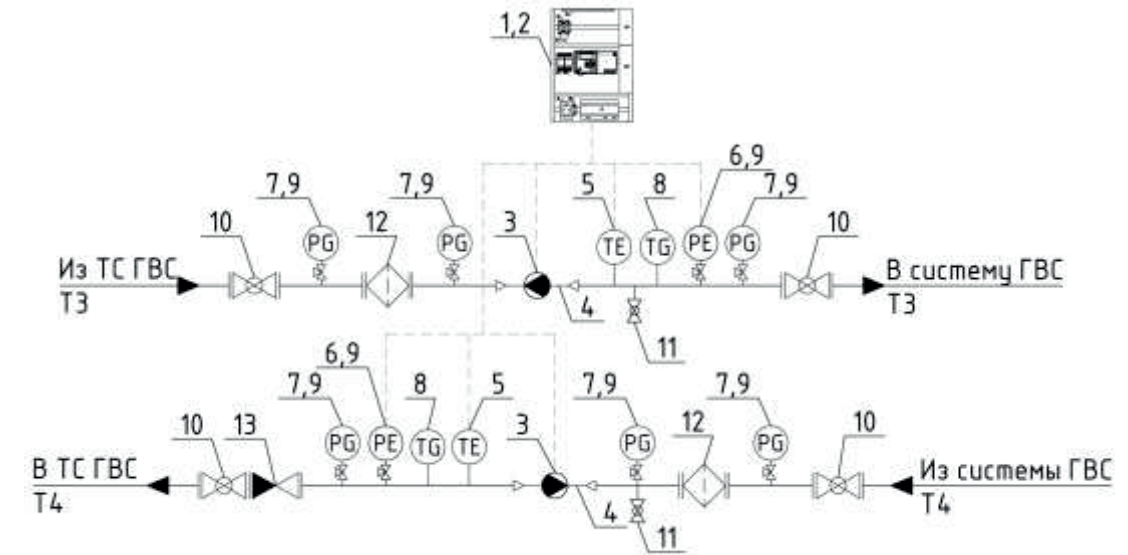 1,2
6,9
7,9 7,9 5 8 7,9
10 12 3 10
PG PG TE TG PE PG
Из ТС ГВС В систему ГВС
Т3 Т3
4
11
6,9
7,9 8 5 7,9 7,9
10 13 3 12 10
PG PE TG TE PG PG
В ТС ГВС Из системы ГВС
Т4 Т4
4
11